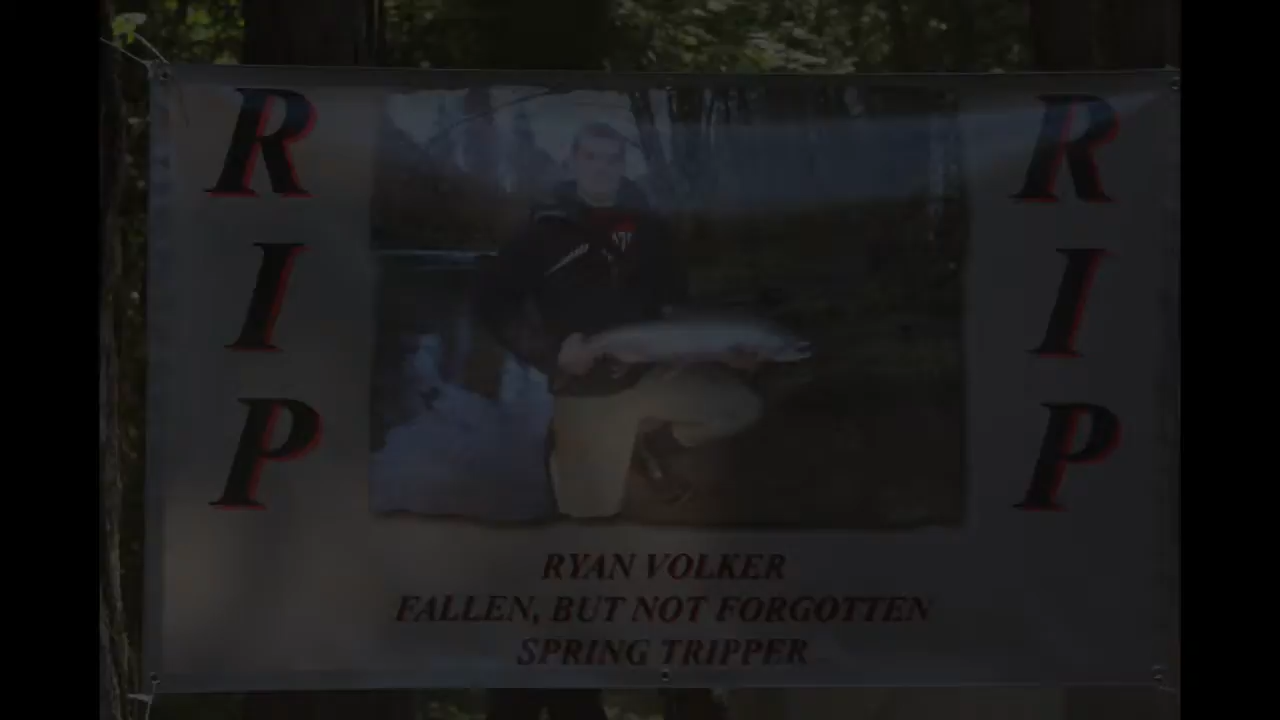 R
I
P
R
I
P
RYAN VOLKER
FALLEN, BUT NOT FORGOTTEN
SPRING TRIPPER